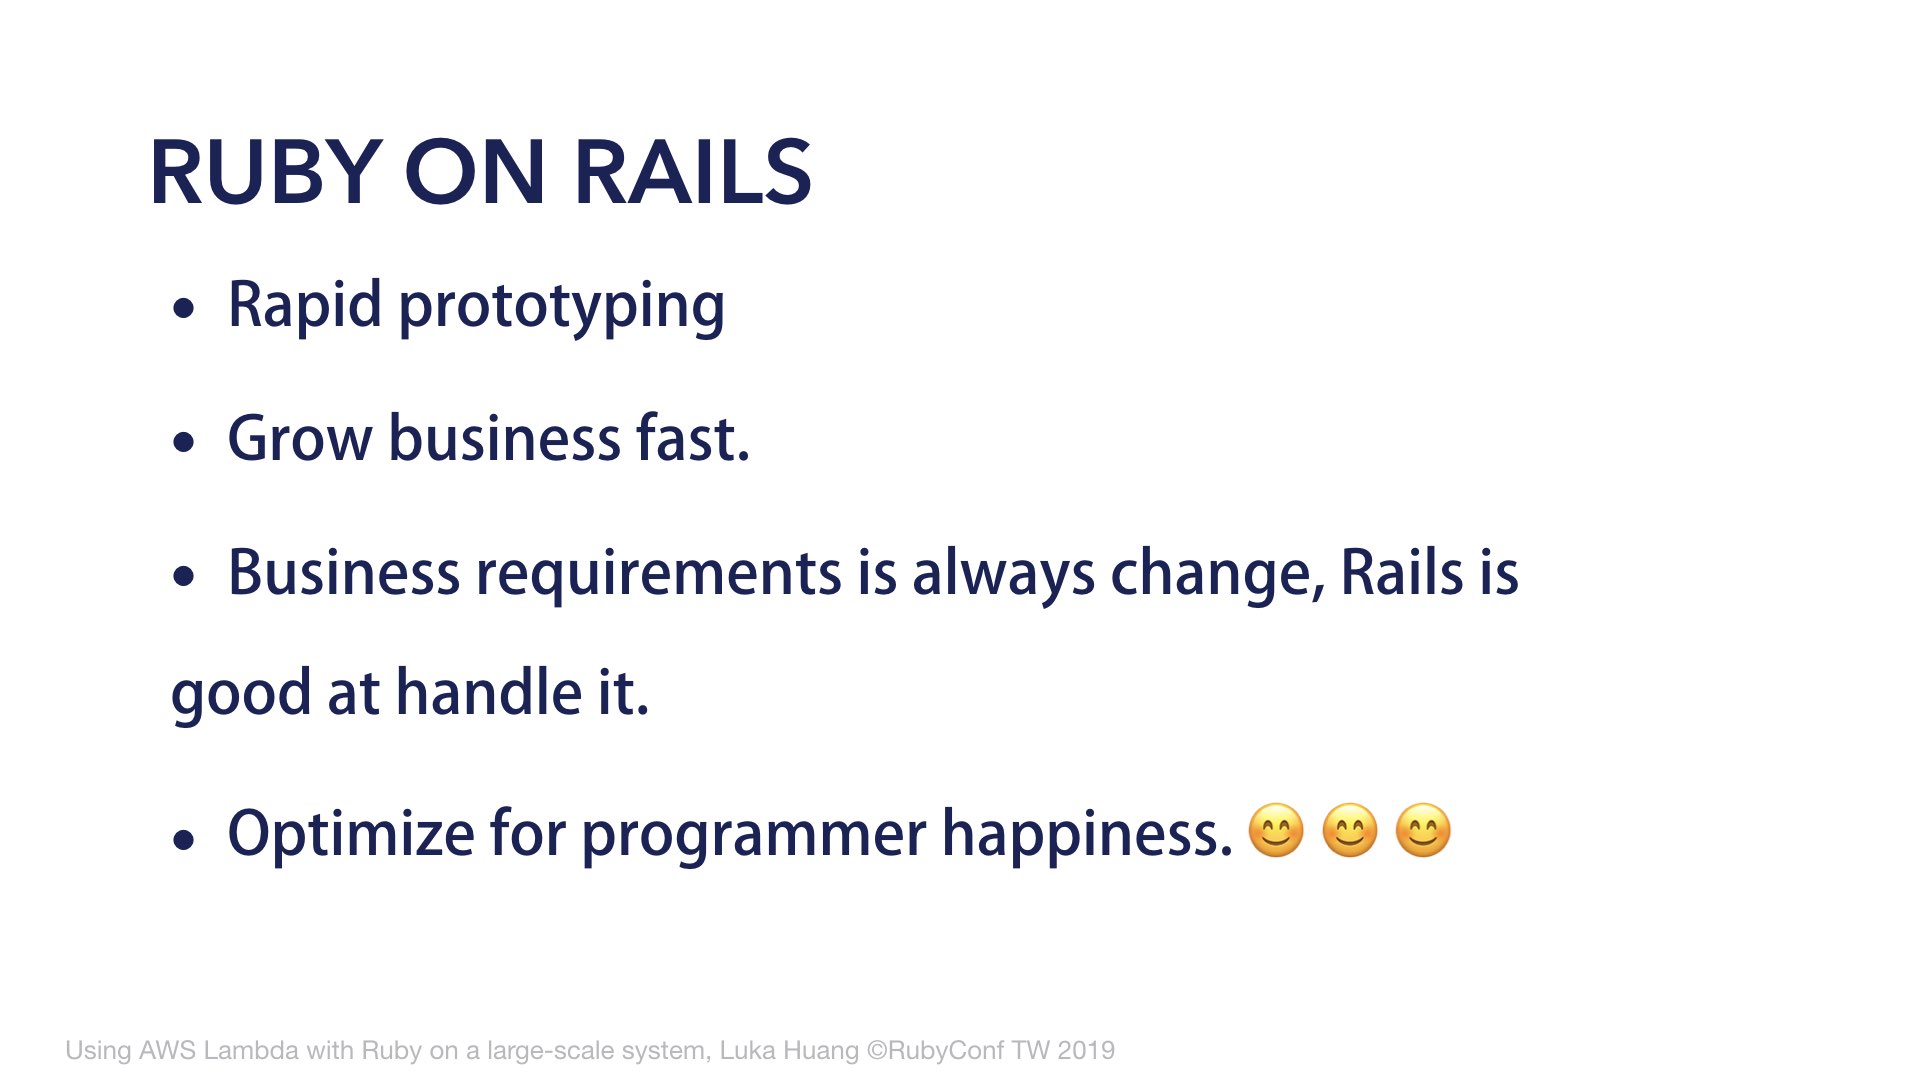 RUBY ON RAILS
• Rapid prototyping
• Grow business fast.
• Business requirements is always change, Rails is
good at handle it.
• Optimize for programmer happiness. 😊 😊 😊
Using AWS Lambda with Ruby on a large-scale system, Luka Huang ©RubyConf TW 2019